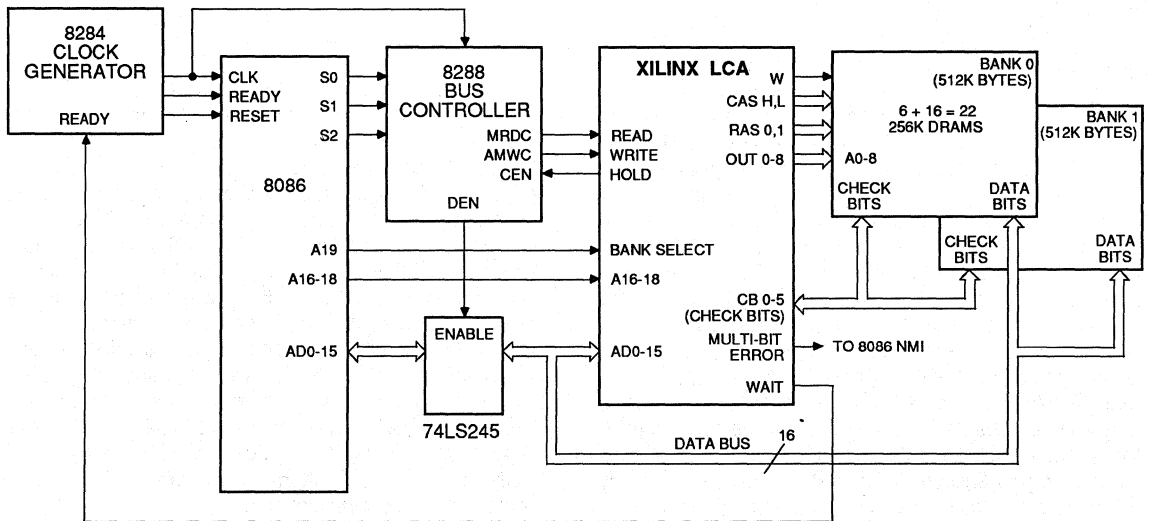 8284
CLOCK
GENERATOR
READY
CLK
READY
RESET
S0
S1
S2
8086
A19
A16-18
AD0-15
8288
BUS
CONTROLLER
MRDC
AMWC
CEN
DEN
ENABLE
74LS245
XILINX LCA
READ
WRITE
HOLD
BANK SELECT
A16-18
AD0-15
W
CAS H,L
RAS 0,1
OUT 0-8
CB 0-5
(CHECK BITS)
MULTI-BIT
ERROR
WAIT
TO 8086 NMI
BANK 0
(512K BYTES)
6 + 16 = 22
256K DRAMS
A0-8
CHECK
BITS
DATA
BITS
BANK 1
(512K BYTES)
CHECK
BITS
DATA
BITS
DATA BUS
16